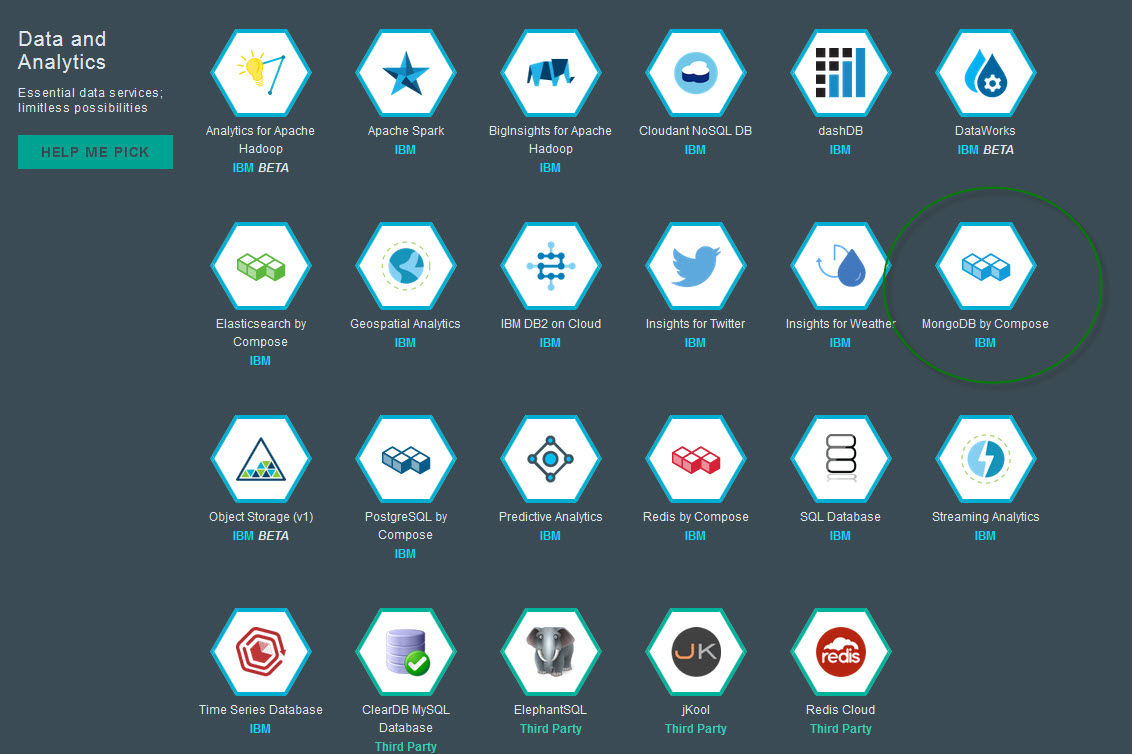 Data and
Analytics
Essential data services;
limitless possibilities
HELP ME PICK
Analytics for Apache
Hadoop
IBM BETA
Apache Spark
IBM
BigInsights for Apache
Hadoop
IBM
Cloudant NoSQL DB
IBM
dashDB
IBM
DataWorks
IBM BETA
Elasticsearch by
Compose
IBM
Geospatial Analytics
IBM
IBM DB2 on Cloud
IBM
Insights for Twitter
IBM
Insights for Weather
IBM
MongoDB by Compose
IBM
Object Storage (v1)
IBM BETA
PostgreSQL by
Compose
IBM
Predictive Analytics
IBM
Redis by Compose
IBM
SQL Database
IBM
Streaming Analytics
IBM
Time Series Database
IBM
ClearDB MySQL
Database
Third Party
ElephantSQL
Third Party
JK
jKool
Third Party
redis
Redis Cloud
Third Party